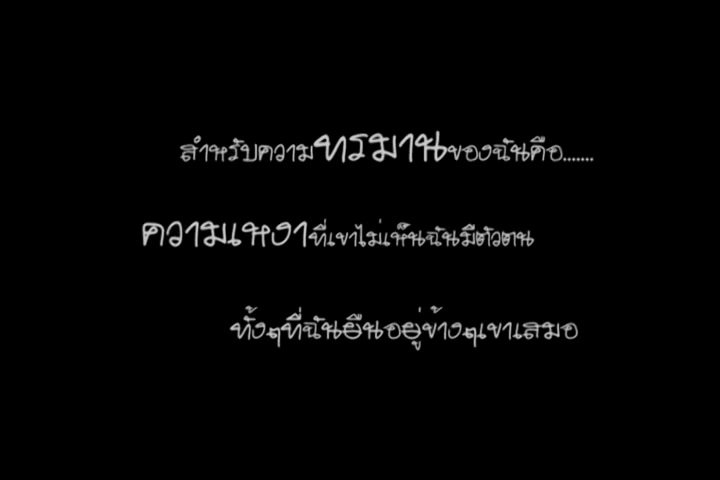 สำหรับความทรมานของฉันคือ.......
ความเหงาที่เขาไม่เห็นฉันมีตัวตน
ทั้งๆที่ฉันยืนอยู่ข้างๆเขาเสมอ